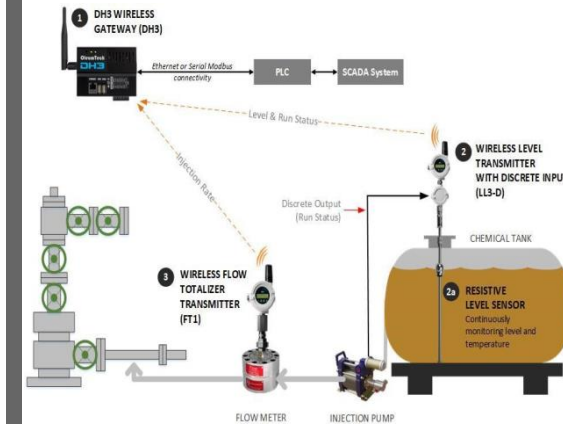 1 DH3 WIRELESS
GATEWAY (DH3)
OleumTech
DH3
Ethernet or Serial Modbus
connectivity
PLC
SCADA System
Level & Run Status
Injection Rate
2 WIRELESS LEVEL
TRANSMITTER
WITH DISCRETE INPU
(LL3-D)
Discrete Output
(Run Status)
CHEMICAL TANK
3 WIRELESS FLOW
TOTALIZER
TRANSMITTER
(FT1)
2a RESISTIVE
LEVEL SENSOR
Continuously
monitoring level and
temperature
FLOW METER
INJECTION PUMP